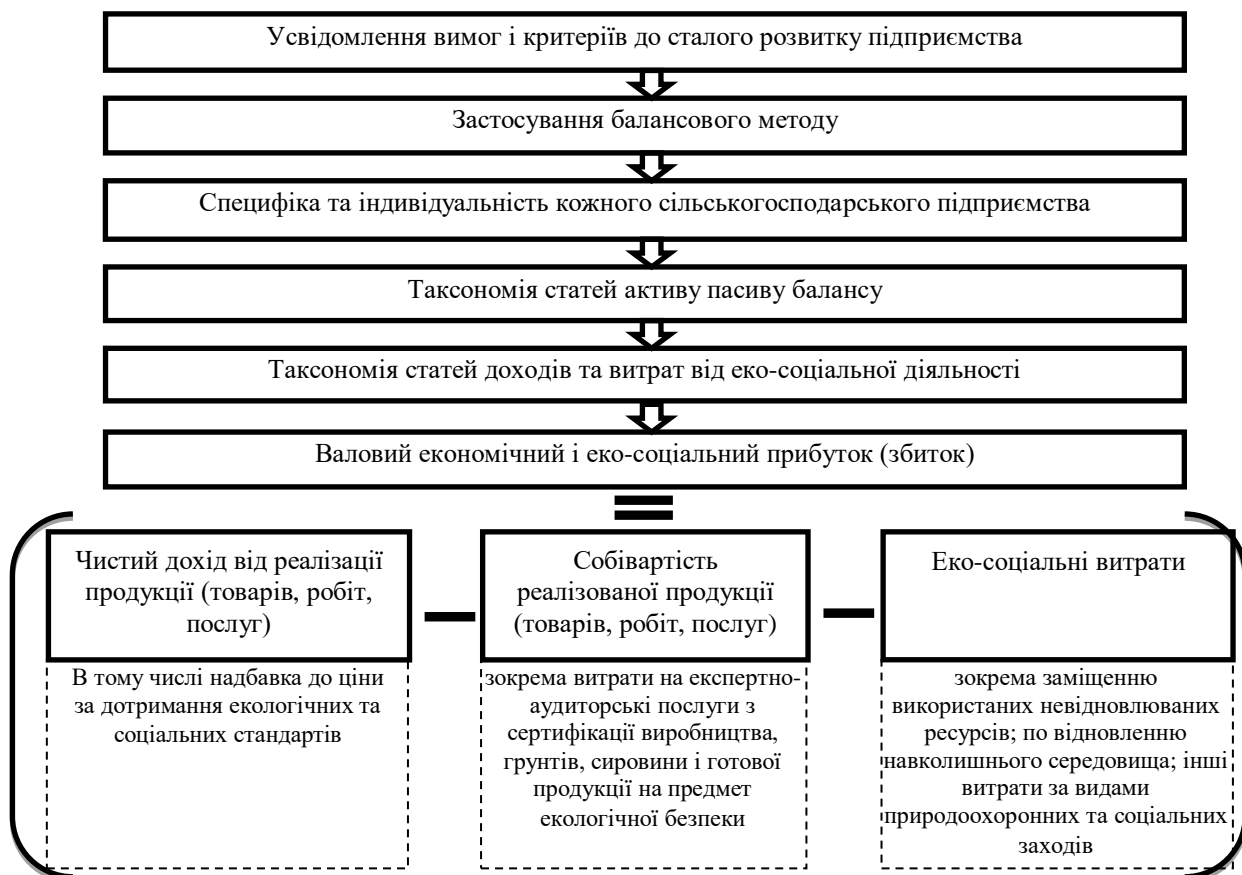 Усвідомлення вимог і критеріїв до сталого розвитку підприємства
Застосування балансового методу
Специфіка та індивідуальність кожного сільськогосподарського підприємства
Таксономія статей активу пасиву балансу
Таксономія статей доходів та витрат від еко-соціальної діяльності
Валовий економічний і еко-соціальний прибуток (збиток)
=
Чистий дохід від реалізації
продукції (товарів, робіт,
послуг)
В тому числі надбавка до ціни
за дотримання екологічних та
соціальних стандартів
–
Собівартість
реалізованої продукції
(товарів, робіт, послуг)
зокрема витрати на експертно-
аудиторські послуги з
сертифікації виробництва,
грунтів, сировини і готової
продукції на предмет
екологічної безпеки
–
Еко-соціальні витрати
зокрема заміщенню
використаних невідновлюваних
ресурсів; по відновленню
навколишнього середовища; інші
витрати за видами
природоохоронних та соціальних
заходів